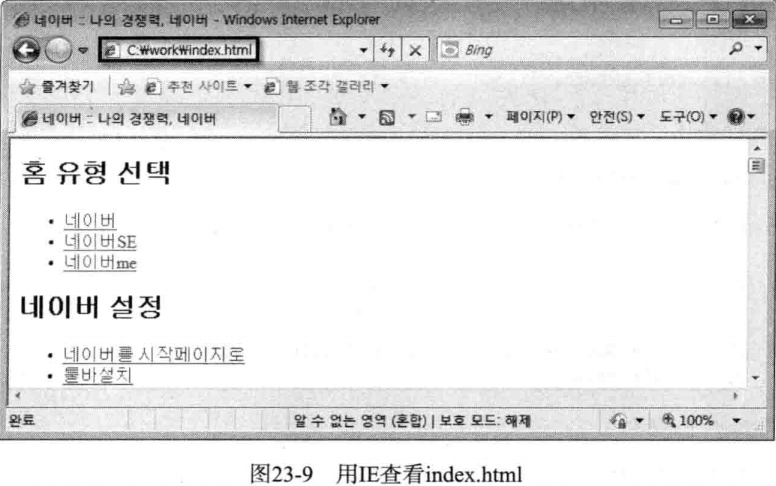 네이버 :: 나의 경쟁력, 네이버 - Windows Internet Explorer
C:₩work₩index.html
Bing
즐겨찾기 추천 사이트 웹 조각 갤러리
네이버 :: 나의 경쟁력, 네이버 페이지(P) 안전(S) 도구(O)
홈 유형 선택
• 네이버
• 네이버SE
• 네이버me
네이버 설정
• 네이버를 시작페이지로
• 툴바설치
완료 알 수 없는 영역 (혼합) | 보호 모드: 해제 100%
图23-9 用IE查看index.html